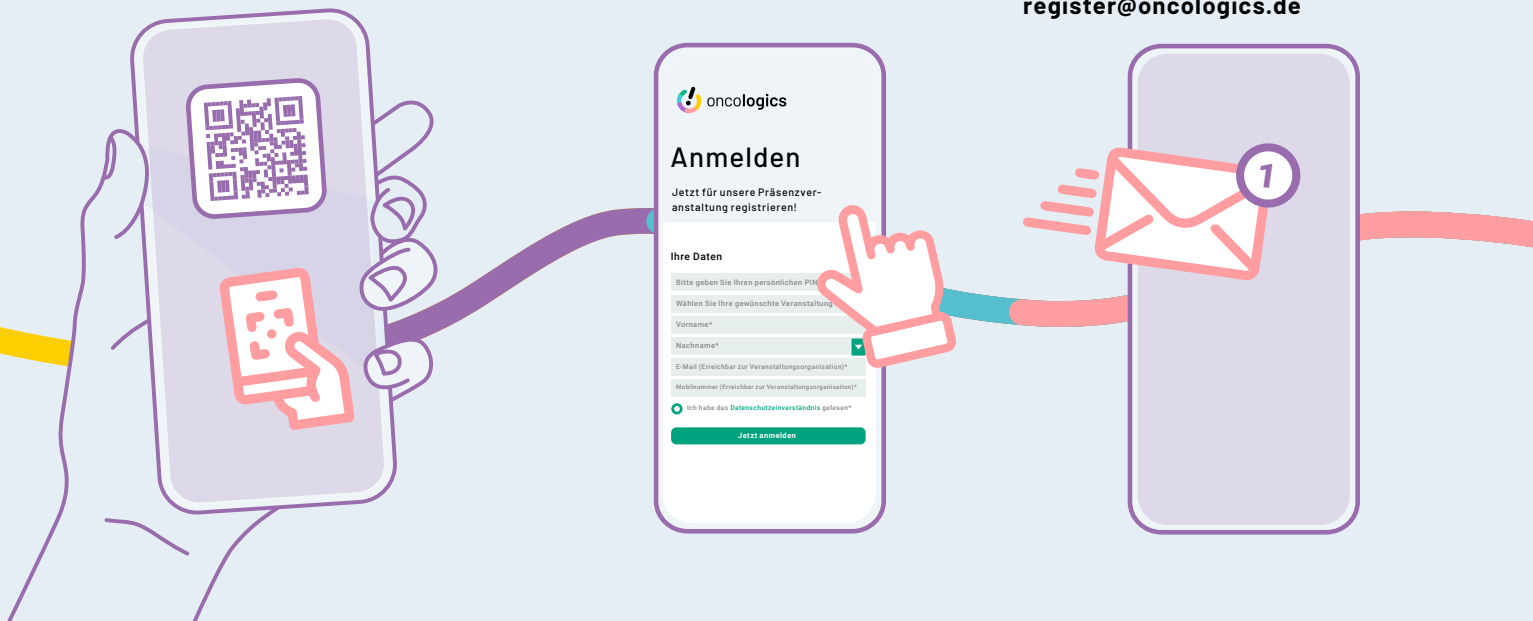 register@oncologics.de
oncologics
Anmelden
Jetzt für unsere Präsenzver-
anstaltung registrieren!
Ihre Daten
Bitte geben Sie Ihren persönlichen PIN
Wählen Sie Ihre gewünschte Veranstaltung
Vorname*
Nachname*
E-Mail (Erreichbar zur Veranstaltungsorganisation)*
Mobilnummer (Erreichbar zur Veranstaltungsorganisation)*
Ich habe das Datenschutzeinverständnis gelesen*
Jetzt anmelden
1